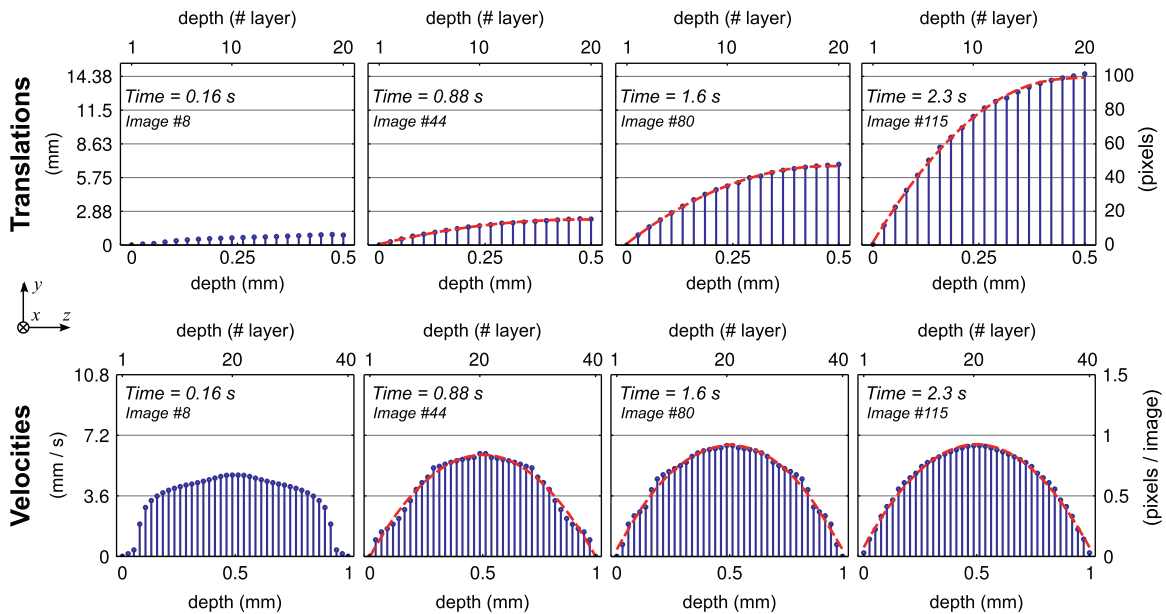 depth (# layer) depth (# layer) depth (# layer) depth (# layer)
1 10 20 1 10 20 1 10 20 1 10 20
Translations
(mm)
14.38
11.5
8.63
5.75
2.88
0
Time = 0.16 s
Image #8
Time = 0.88 s
Image #44
Time = 1.6 s
Image #80
Time = 2.3 s
Image #115
100
80
60
40
20
0
(pixels)
0 0.25 0.5 0 0.25 0.5 0 0.25 0.5 0 0.25 0.5
depth (mm) depth (mm) depth (mm) depth (mm)
y
x z
depth (# layer) depth (# layer) depth (# layer) depth (# layer)
1 20 40 1 20 40 1 20 40 1 20 40
Velocities
(mm / s)
10.8
7.2
3.6
0
Time = 0.16 s
Image #8
Time = 0.88 s
Image #44
Time = 1.6 s
Image #80
Time = 2.3 s
Image #115
1.5
1
0.5
0
(pixels / image)
0 0.5 1 0 0.5 1 0 0.5 1 0 0.5 1
depth (mm) depth (mm) depth (mm) depth (mm)